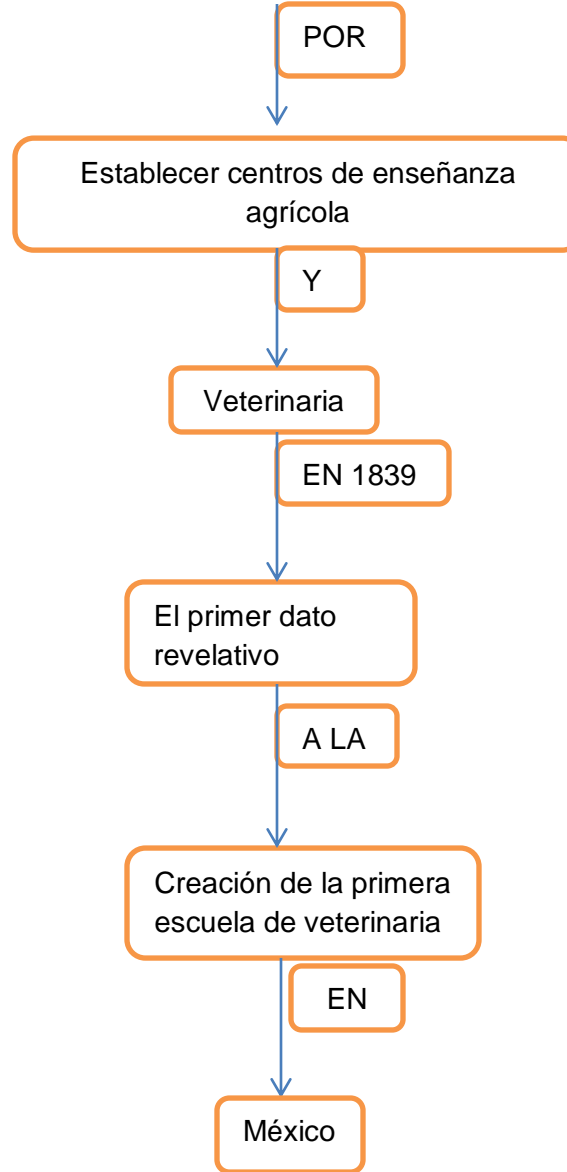 POR
Establecer centros de enseñanza
agrícola
Y
Veterinaria
EN 1839
El primer dato
revelativo
A LA
Creación de la primera
escuela de veterinaria
EN
México